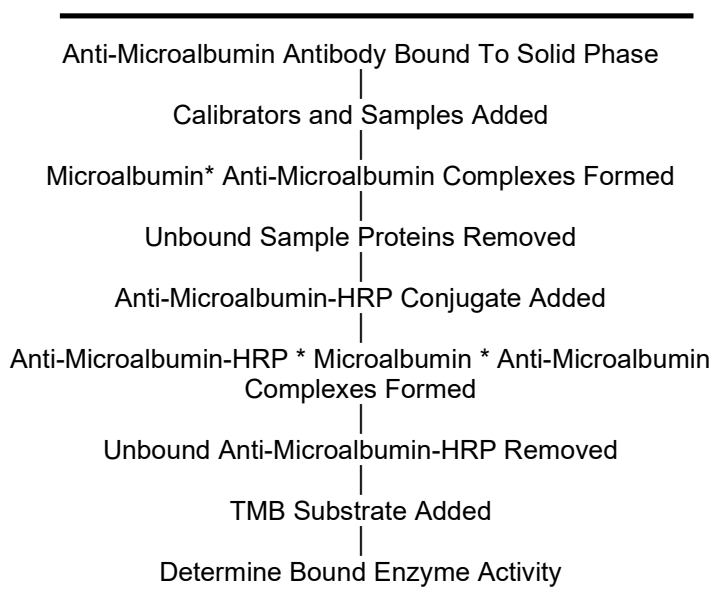 Anti-Microalbumin Antibody Bound To Solid Phase
Calibrators and Samples Added
Microalbumin* Anti-Microalbumin Complexes Formed
Unbound Sample Proteins Removed
Anti-Microalbumin-HRP Conjugate Added
Anti-Microalbumin-HRP * Microalbumin * Anti-Microalbumin
Complexes Formed
Unbound Anti-Microalbumin-HRP Removed
TMB Substrate Added
Determine Bound Enzyme Activity